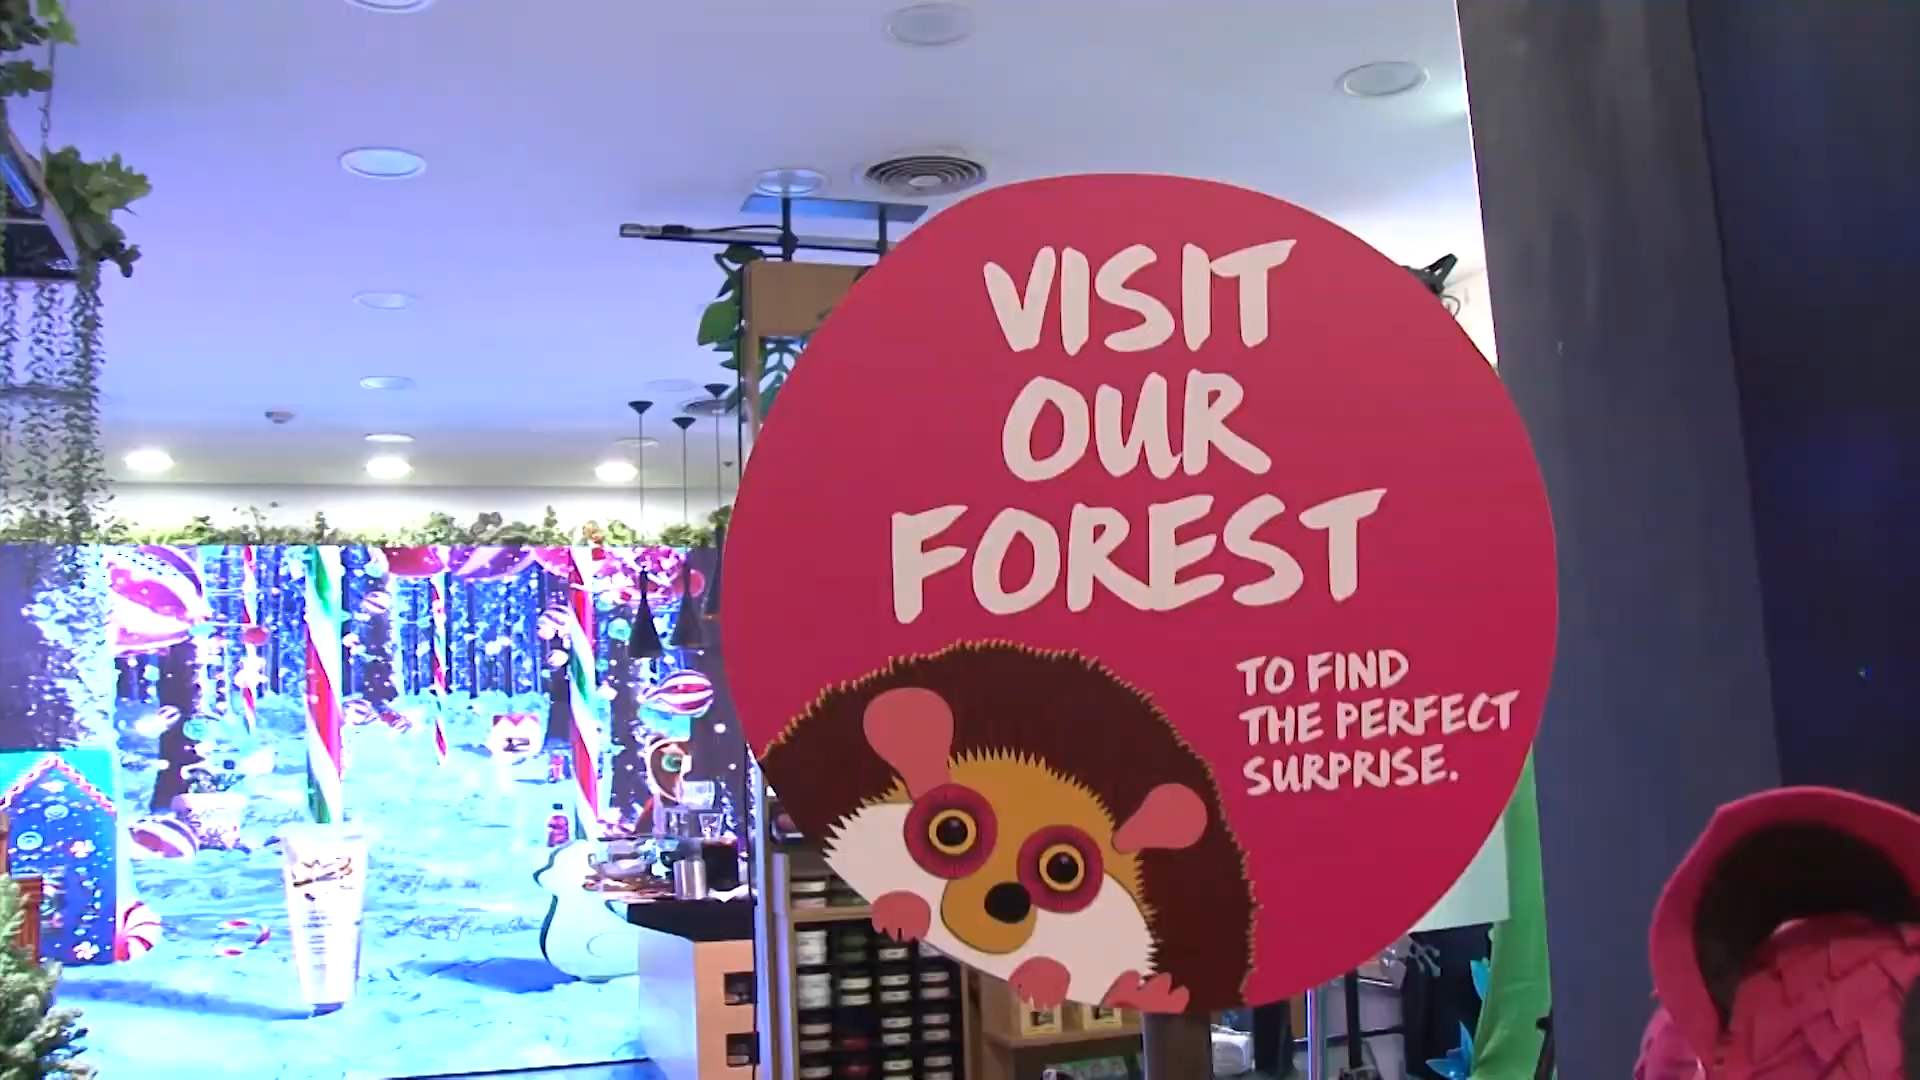 VISIT
OUR
FOREST
TO FIND
THE PERFECT
SURPRISE.